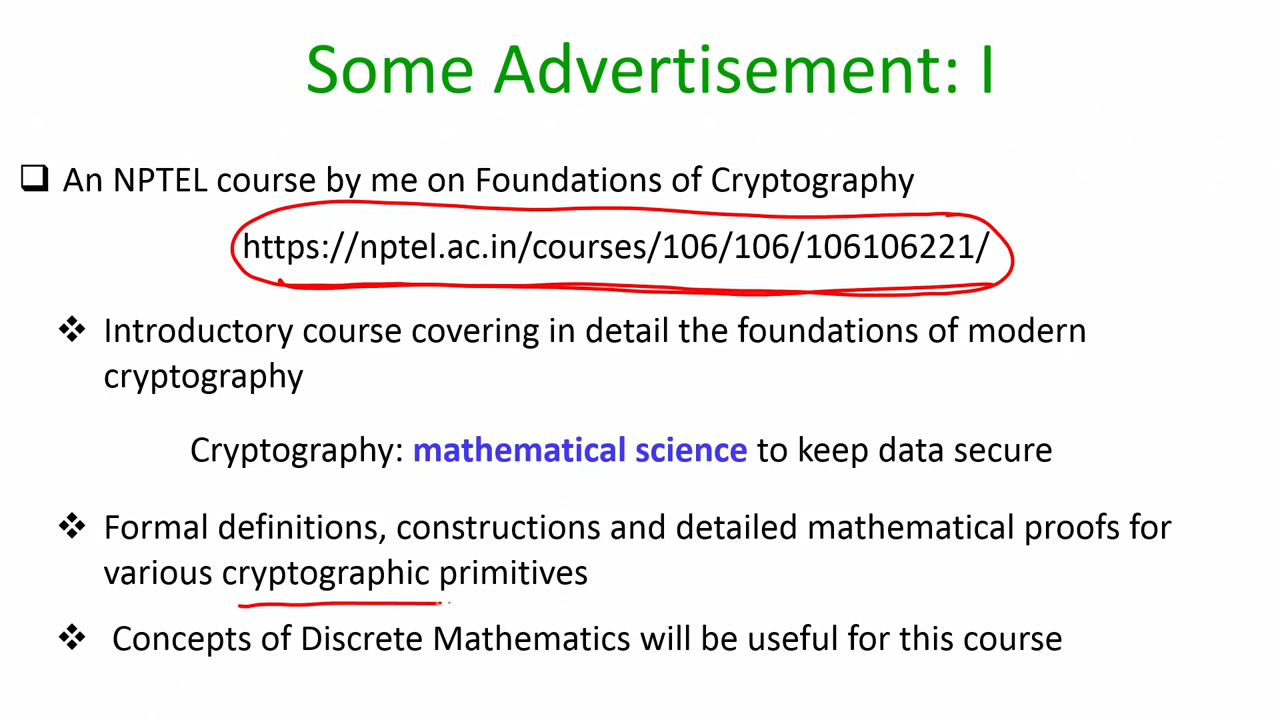 Some Advertisement: I
An NPTEL course by me on Foundations of Cryptography
https://nptel.ac.in/courses/106/106/106106221/
Introductory course covering in detail the foundations of modern
cryptography
Cryptography: mathematical science to keep data secure
Formal definitions, constructions and detailed mathematical proofs for
various cryptographic primitives
Concepts of Discrete Mathematics will be useful for this course